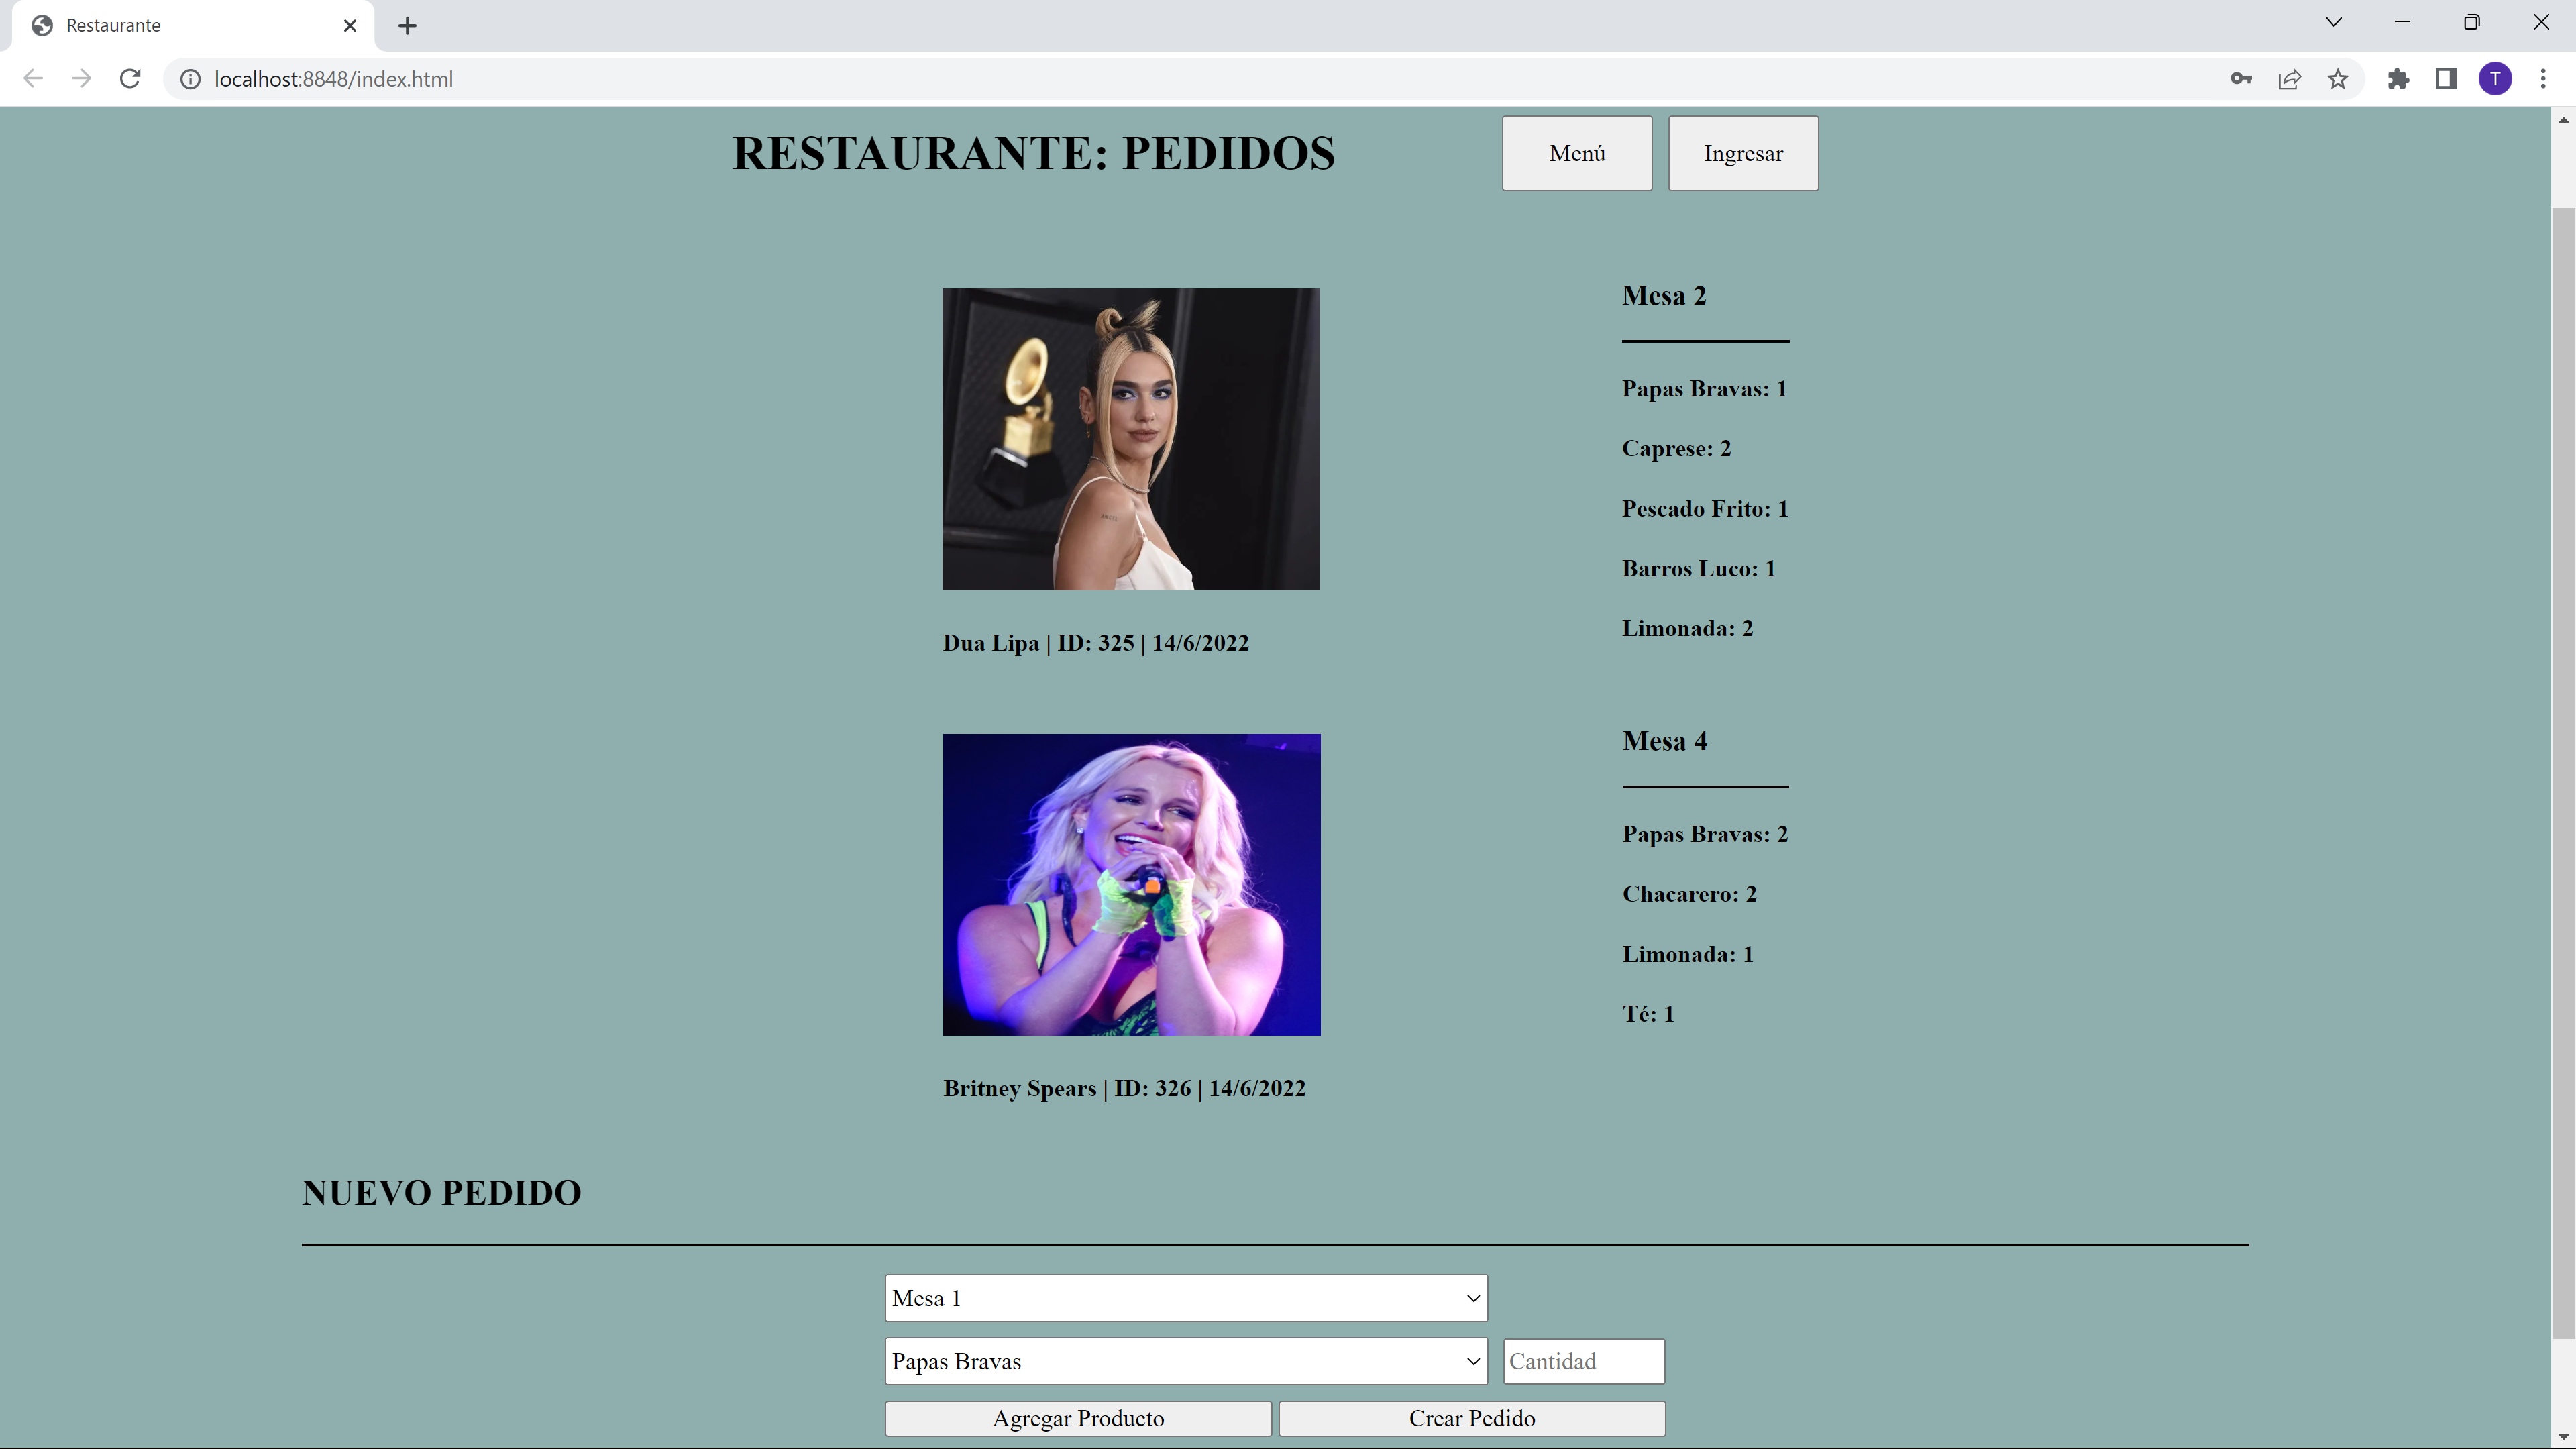 Restaurante
localhost:8848/index.html
T
RESTAURANTE: PEDIDOS
Menú
Ingresar
Mesa 2
Papas Bravas: 1
Caprese: 2
Pescado Frito: 1
Barros Luco: 1
Limonada: 2
Dua Lipa | ID: 325 | 14/6/2022
Mesa 4
Papas Bravas: 2
Chacarero: 2
Limonada: 1
Té: 1
Britney Spears | ID: 326 | 14/6/2022
NUEVO PEDIDO
Mesa 1
Papas Bravas
Cantidad
Agregar Producto
Crear Pedido